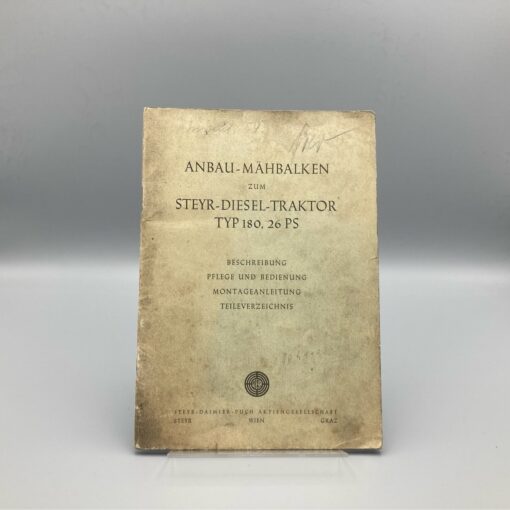 ANBAU-MÄHBALKEN
ZUM
STEYR-DIESEL-TRAKTOR
TYP 180, 26 PS
BESCHREIBUNG
PFLEGE UND BEDIENUNG
MONTAGEANLEITUNG
TEILEVERZEICHNIS
STEYR-DAIMLER-PUCH AKTIENGESELLSCHAFT
STEYR WIEN GRAZ